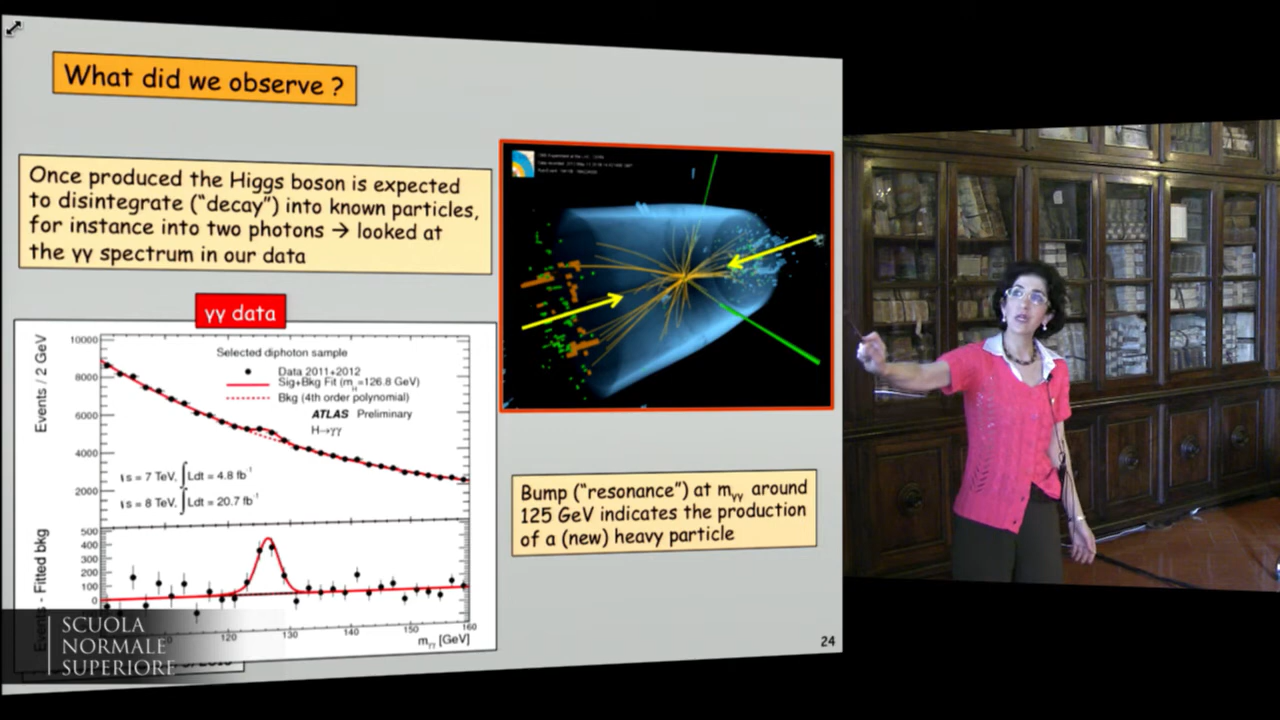 What did we observe ?
Once produced the Higgs boson is expected
to disintegrate (“decay”) into known particles,
for instance into two photons → looked at
the γγ spectrum in our data
γγ data
Events / 2 GeV
10000
8000
6000
4000
2000
Selected diphoton sample
Data 2011+2012
Sig+Bkg Fit (mH=126.8 GeV)
Bkg (4th order polynomial)
ATLAS Preliminary
H→γγ
√s = 7 TeV, ∫Ldt = 4.8 fb⁻¹
√s = 8 TeV, ∫Ldt = 20.7 fb⁻¹
Events - Fitted bkg
500
400
300
200
100
0
120
130
140
150
160
mγγ [GeV]
Bump (“resonance”) at mγγ around
125 GeV indicates the production
of a (new) heavy particle
24
SCUOLA
NORMALE
SUPERIORE